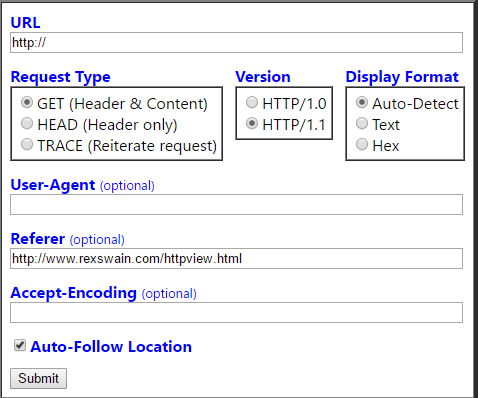 URL
http://
Request Type Version Display Format
GET (Header & Content) HTTP/1.0 Auto-Detect
HEAD (Header only) HTTP/1.1 Text
TRACE (Reiterate request) Hex
User-Agent (optional)
Referer (optional)
http://www.rexswain.com/httpview.html
Accept-Encoding (optional)
Auto-Follow Location
Submit